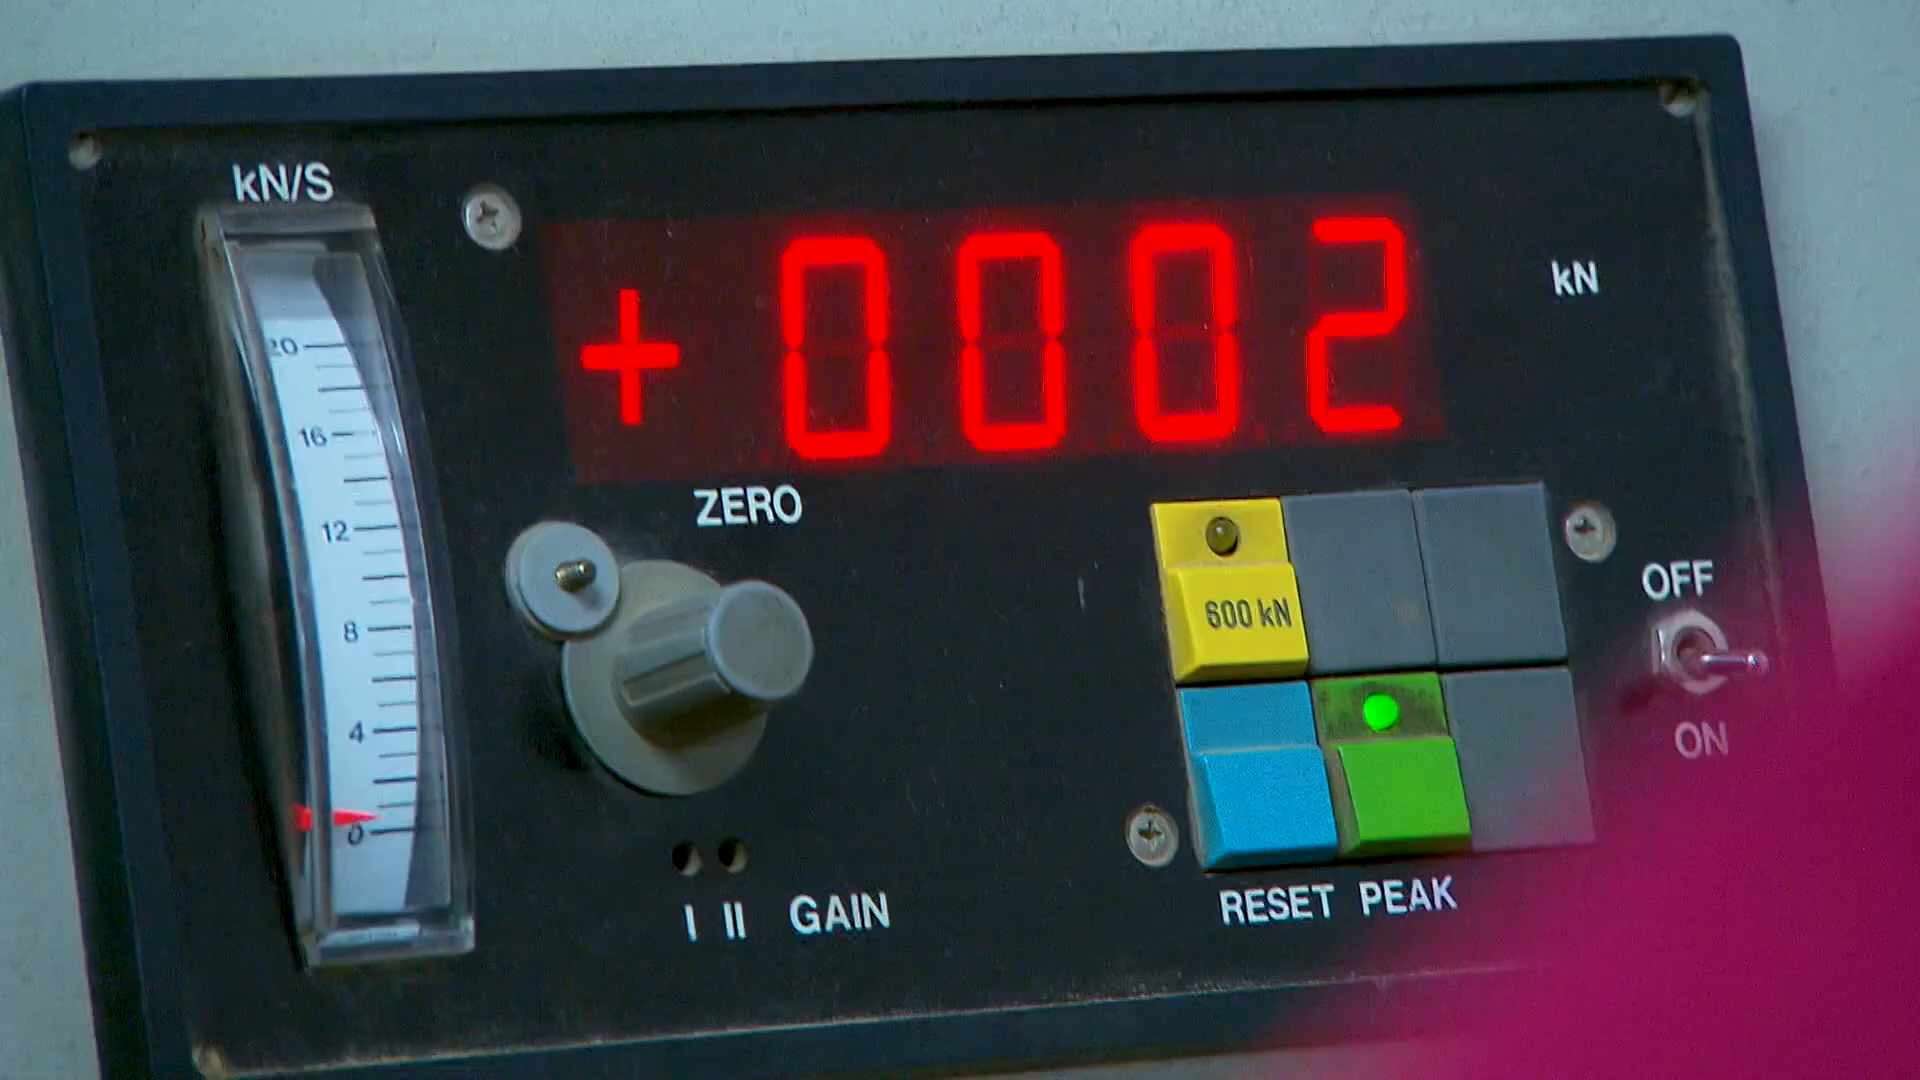 kN/S
20
16
12
8
4
0
+0002
kN
ZERO
600 kN
OFF
ON
I II GAIN
RESET PEAK